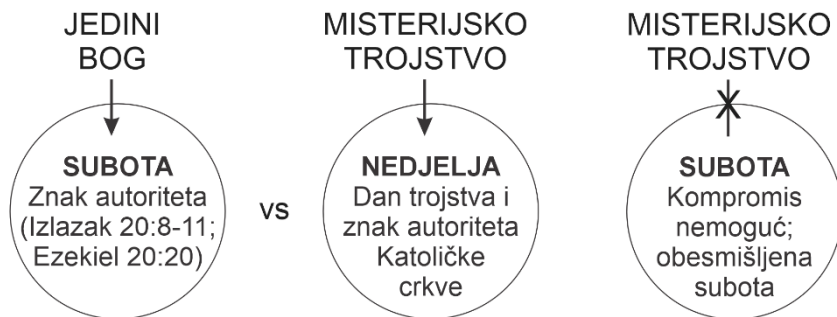 JEDINI
BOG
SUBOTA
Znak autoriteta
(Izlazak 20:8-11;
Ezekiel 20:20)
vs
MISTERIJSKO
TROJSTVO
NEDJELJA
Dan trojstva i
znak autoriteta
Katoličke
crkve
MISTERIJSKO
TROJSTVO
X
SUBOTA
Kompromis
nemoguć;
obesmišljena
subota